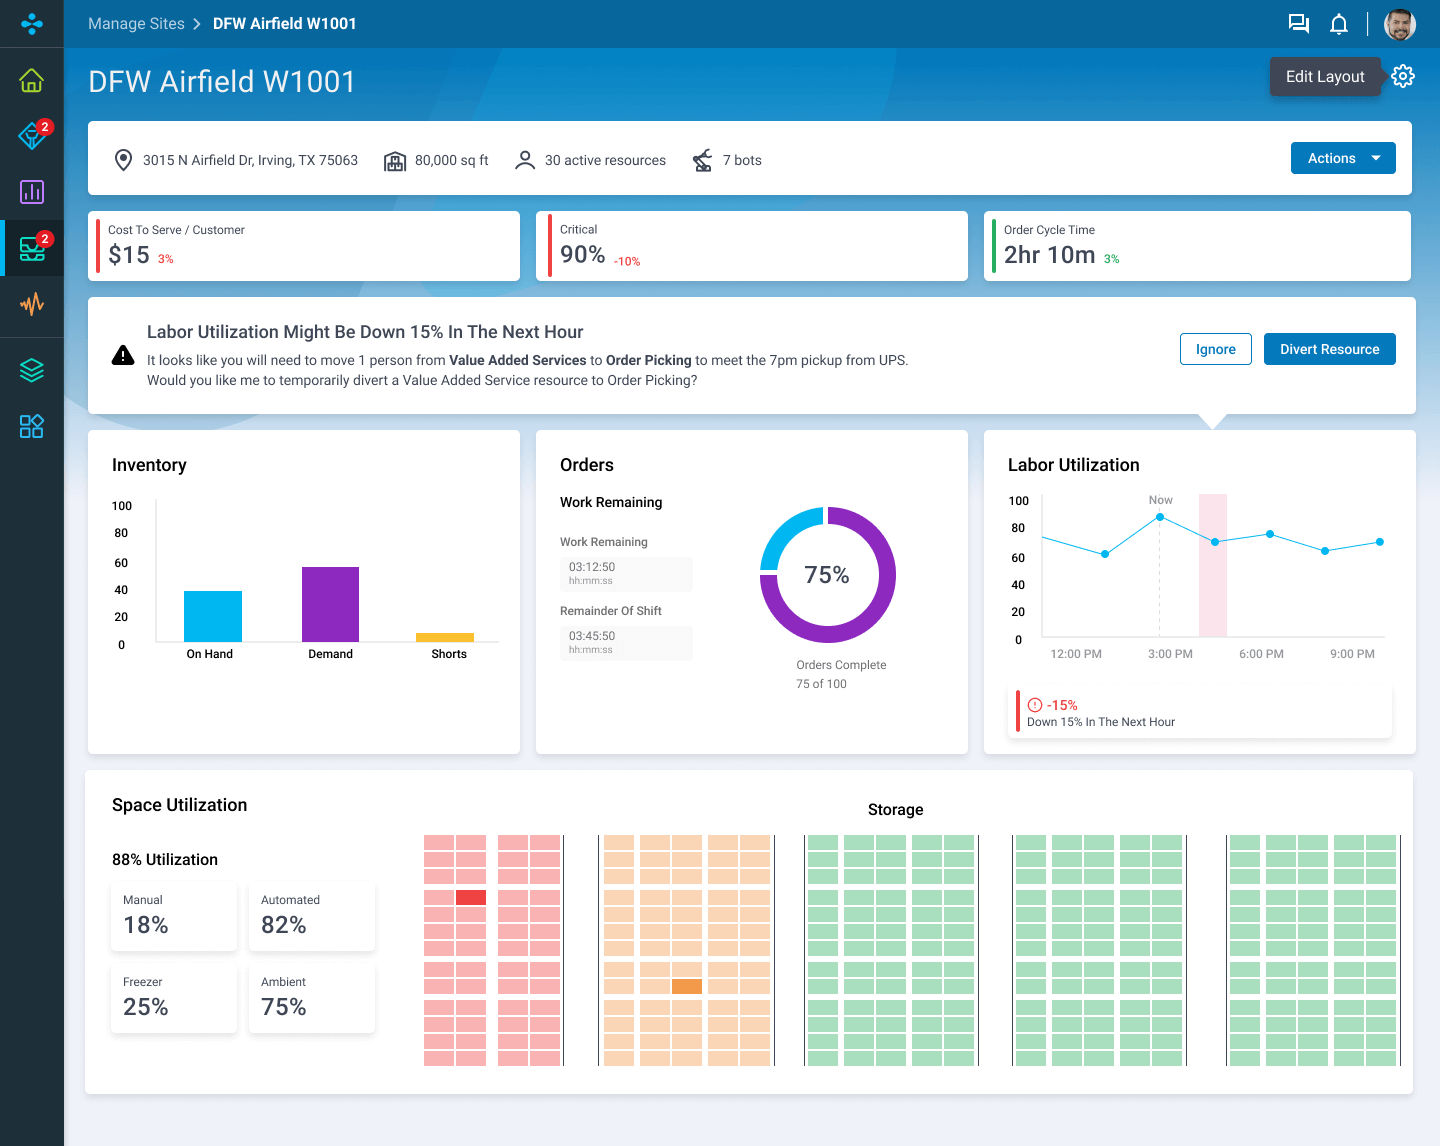 Manage Sites > DFW Airfield W1001
2
2
DFW Airfield W1001
Edit Layout
3015 N Airfield Dr, Irving, TX 75063
80,000 sq ft
30 active resources
7 bots
Actions
Cost To Serve / Customer
$15 3%
Critical
90% -10%
Order Cycle Time
2hr 10m 3%
Labor Utilization Might Be Down 15% In The Next Hour
It looks like you will need to move 1 person from Value Added Services to Order Picking to meet the 7pm pickup from UPS.
Would you like me to temporarily divert a Value Added Service resource to Order Picking?
Ignore
Divert Resource
Inventory
100
80
60
40
20
0
On Hand
Demand
Shorts
Orders
Work Remaining
Work Remaining
03:12:50
hh:mm:ss
Remainder Of Shift
03:45:50
hh:mm:ss
75%
Orders Complete
75 of 100
Labor Utilization
100
80
60
40
20
0
Now
12:00 PM
3:00 PM
6:00 PM
9:00 PM
-15%
Down 15% In The Next Hour
Space Utilization
Storage
88% Utilization
Manual
18%
Automated
82%
Freezer
25%
Ambient
75%